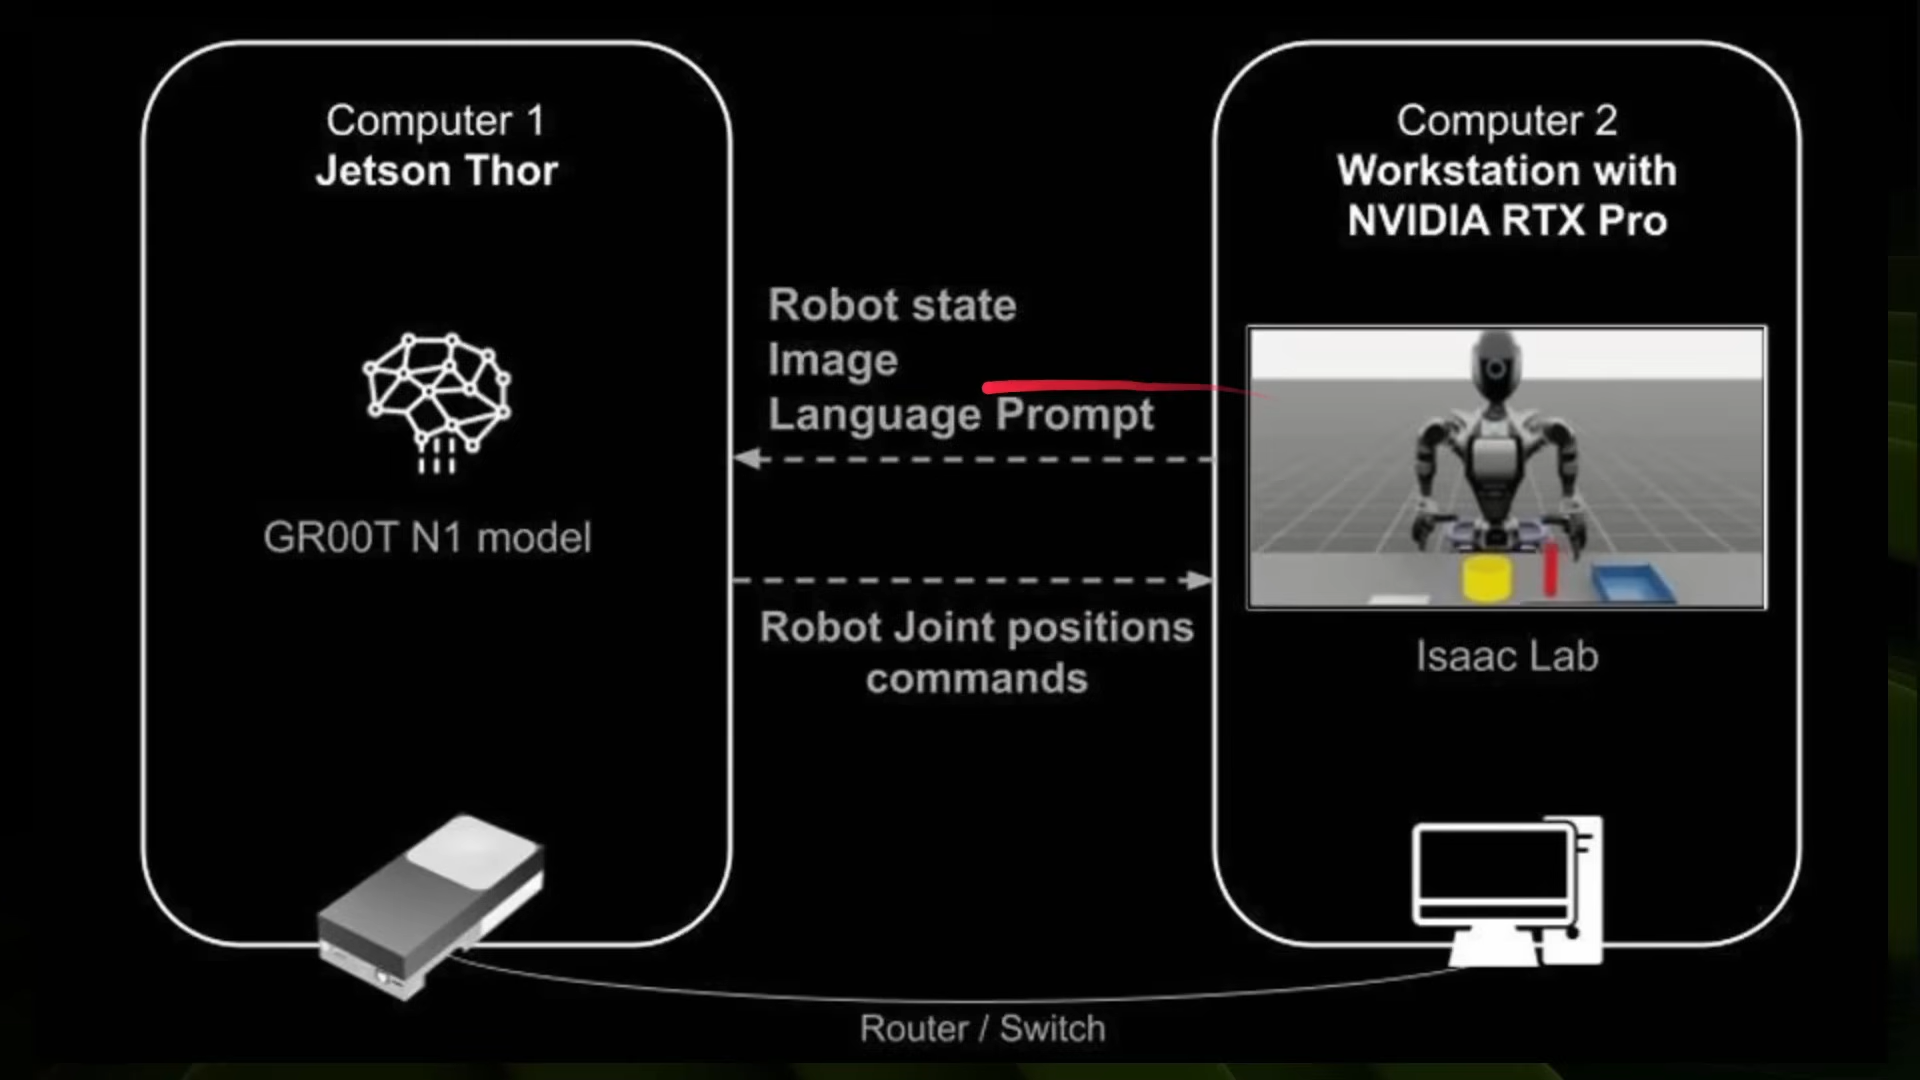 Computer 1
Jetson Thor
GR00T N1 model
Robot state
Image
Language Prompt
Robot Joint positions
commands
Computer 2
Workstation with
NVIDIA RTX Pro
Isaac Lab
Router / Switch